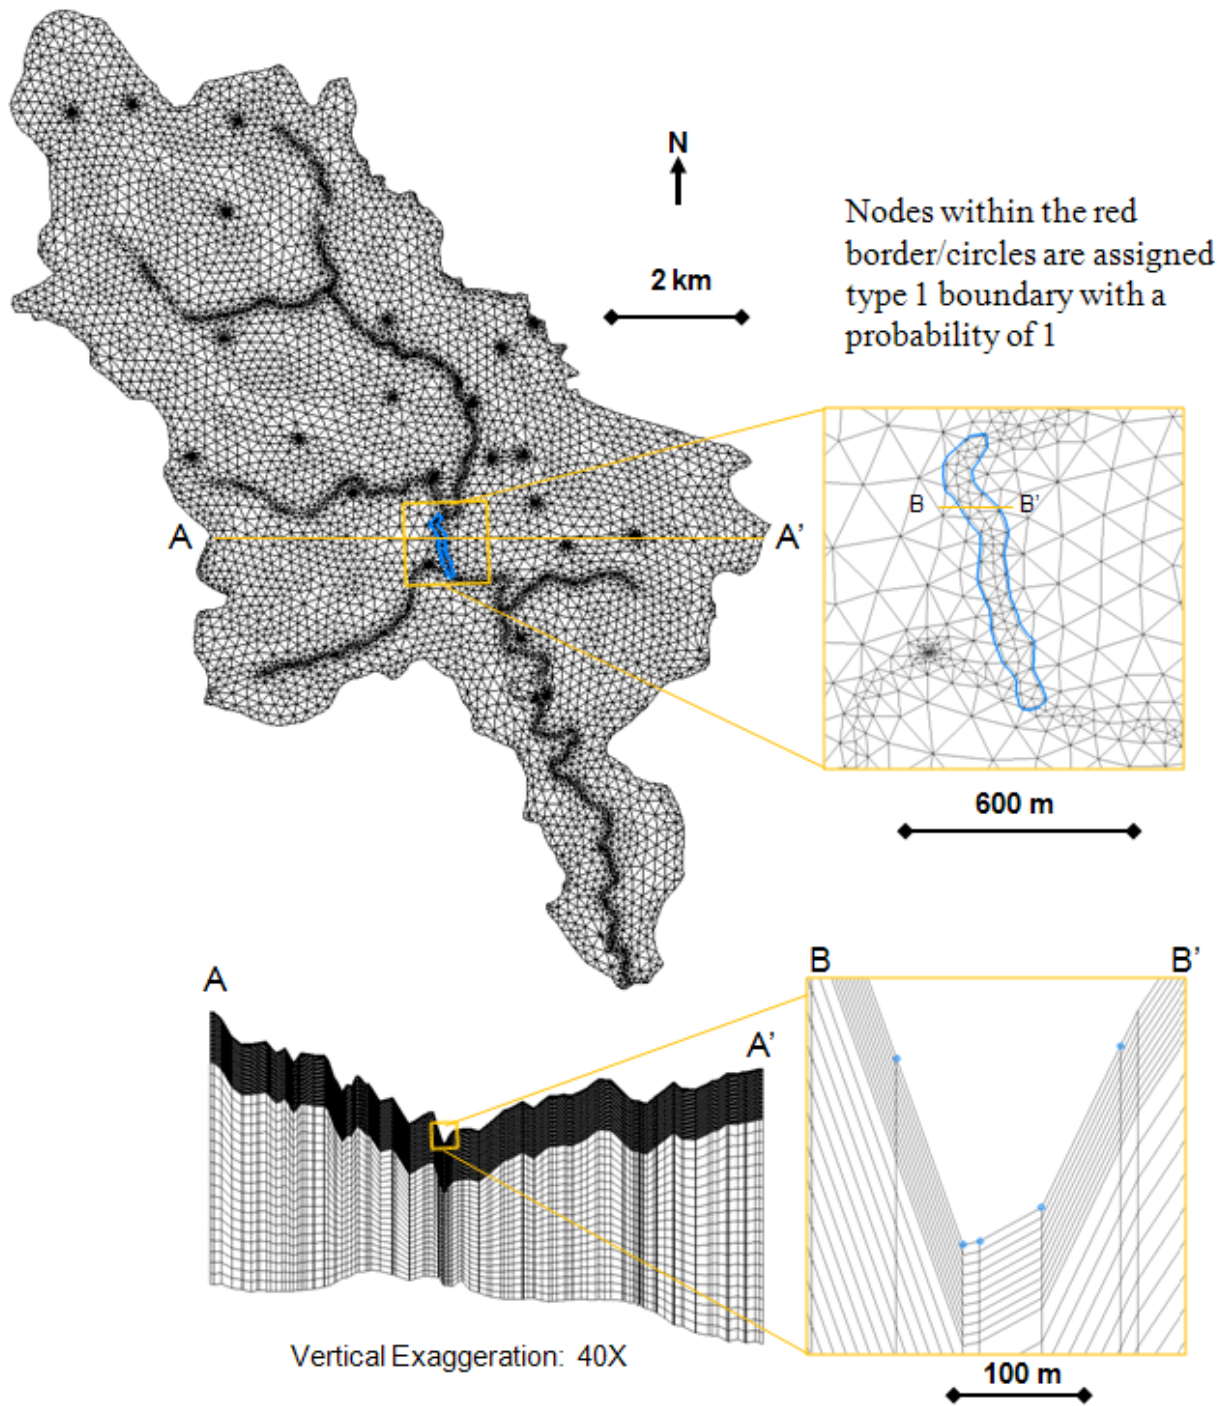 N
2 km
Nodes within the red
border/circles are assigned
type 1 boundary with a
probability of 1
A
A'
B
B'
600 m
A
A'
B
B'
Vertical Exaggeration: 40X
100 m